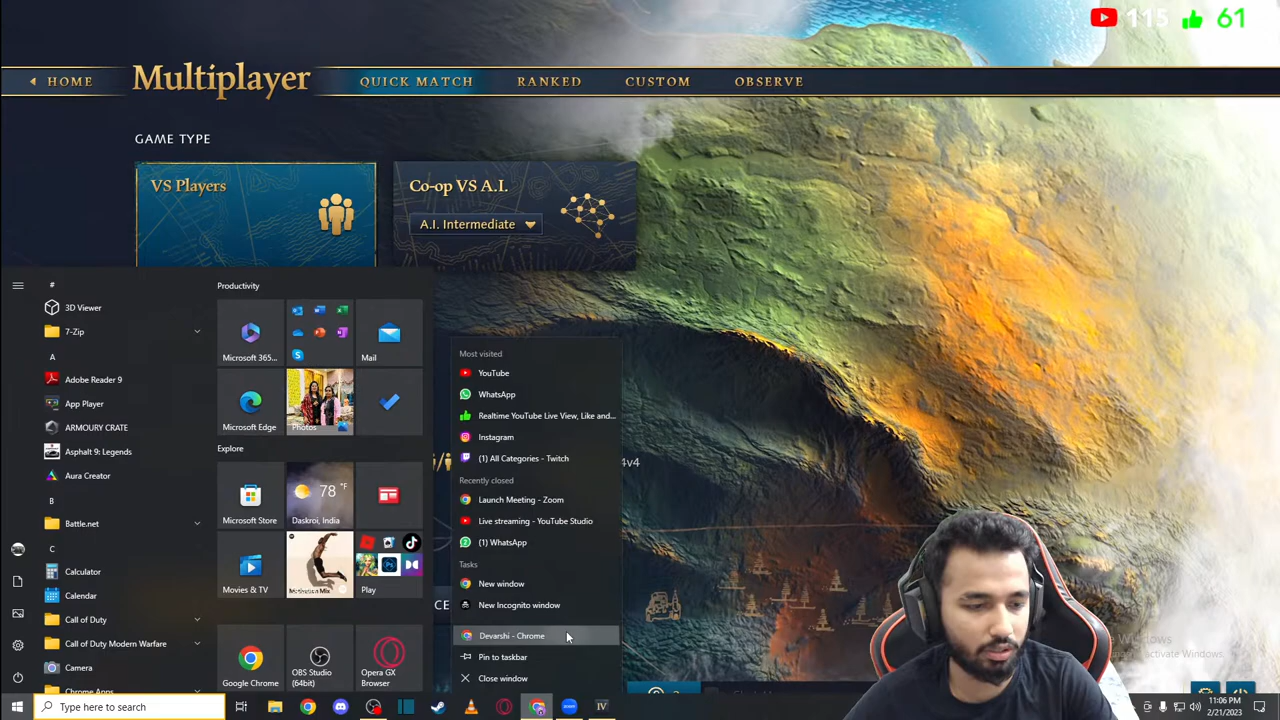 115 61
HOME Multiplayer QUICK MATCH RANKED CUSTOM OBSERVE
GAME TYPE
VS Players
Co-op VS A.I.
A.I. Intermediate
#
3D Viewer
7-Zip
A
Adobe Reader 9
App Player
ARMOURY CRATE
Asphalt 9: Legends
Aura Creator
B
Battle.net
C
Calculator
Calendar
Call of Duty
Call of Duty Modern Warfare
Camera
Chrome Apps
Productivity
Microsoft 365...
Mail
Microsoft Edge
Photos
Explore
Microsoft Store
78 °F
Daskroi, India
Movies & TV
Play
Google Chrome
OBS Studio
(64bit)
Opera GX
Browser
Most visited
YouTube
WhatsApp
Realtime YouTube Live View, Like and...
Instagram
(1) All Categories - Twitch
Recently closed
Launch Meeting - Zoom
Live streaming - YouTube Studio
(1) WhatsApp
Tasks
New window
New Incognito window
Devarshi - Chrome
Pin to taskbar
Close window
4v4
CE
Type here to search
IV
11:06 PM
2/21/2023